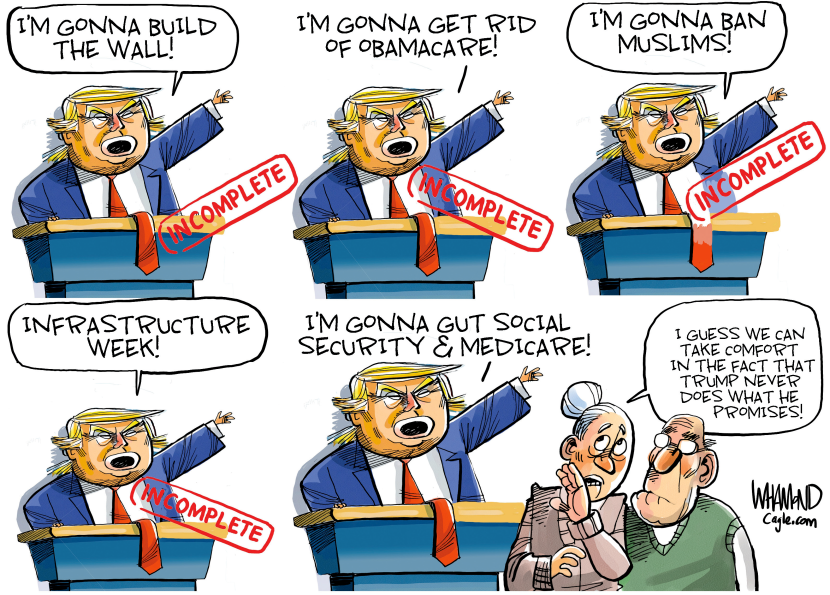 I'M GONNA BUILD
THE WALL!
INCOMPLETE
I'M GONNA GET RID
OF OBAMACARE!
INCOMPLETE
I'M GONNA BAN
MUSLIMS!
INCOMPLETE
INFRASTRUCTURE
WEEK!
INCOMPLETE
I'M GONNA GUT SOCIAL
SECURITY & MEDICARE!
I GUESS WE CAN
TAKE COMFORT
IN THE FACT THAT
TRUMP NEVER
DOES WHAT HE
PROMISES!
WHAMOND
Cagle.com